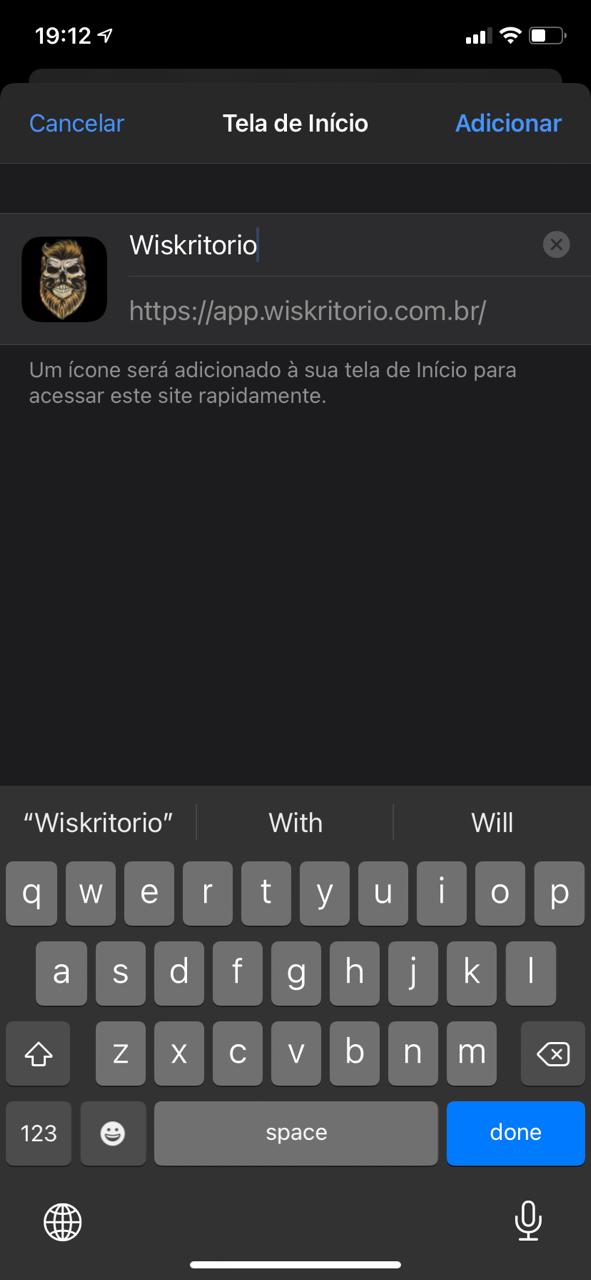 19:12
Cancelar Tela de Início Adicionar
Wiskritorio
https://app.wiskritorio.com.br/
Um ícone será adicionado à sua tela de Início para
acessar este site rapidamente.
“Wiskritorio” With Will
q w e r t y u i o p
a s d f g h j k l
z x c v b n m
123 space done